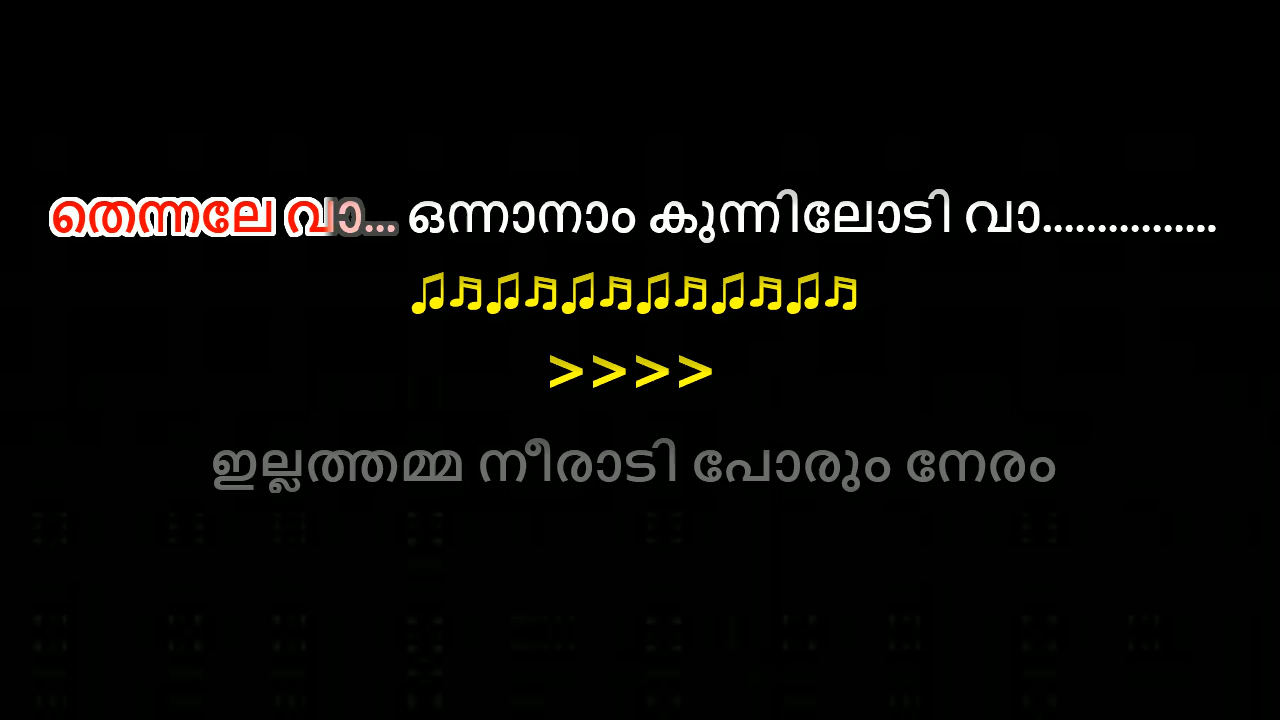 തെന്നലേ വാ... ഒന്നാനാം കുന്നിലോടി വാ................
♫♬♫♬♫♬♫♬♫♬♫♬
>>>>
ഇല്ലത്തമ്മ നീരാടി പോരും നേരം